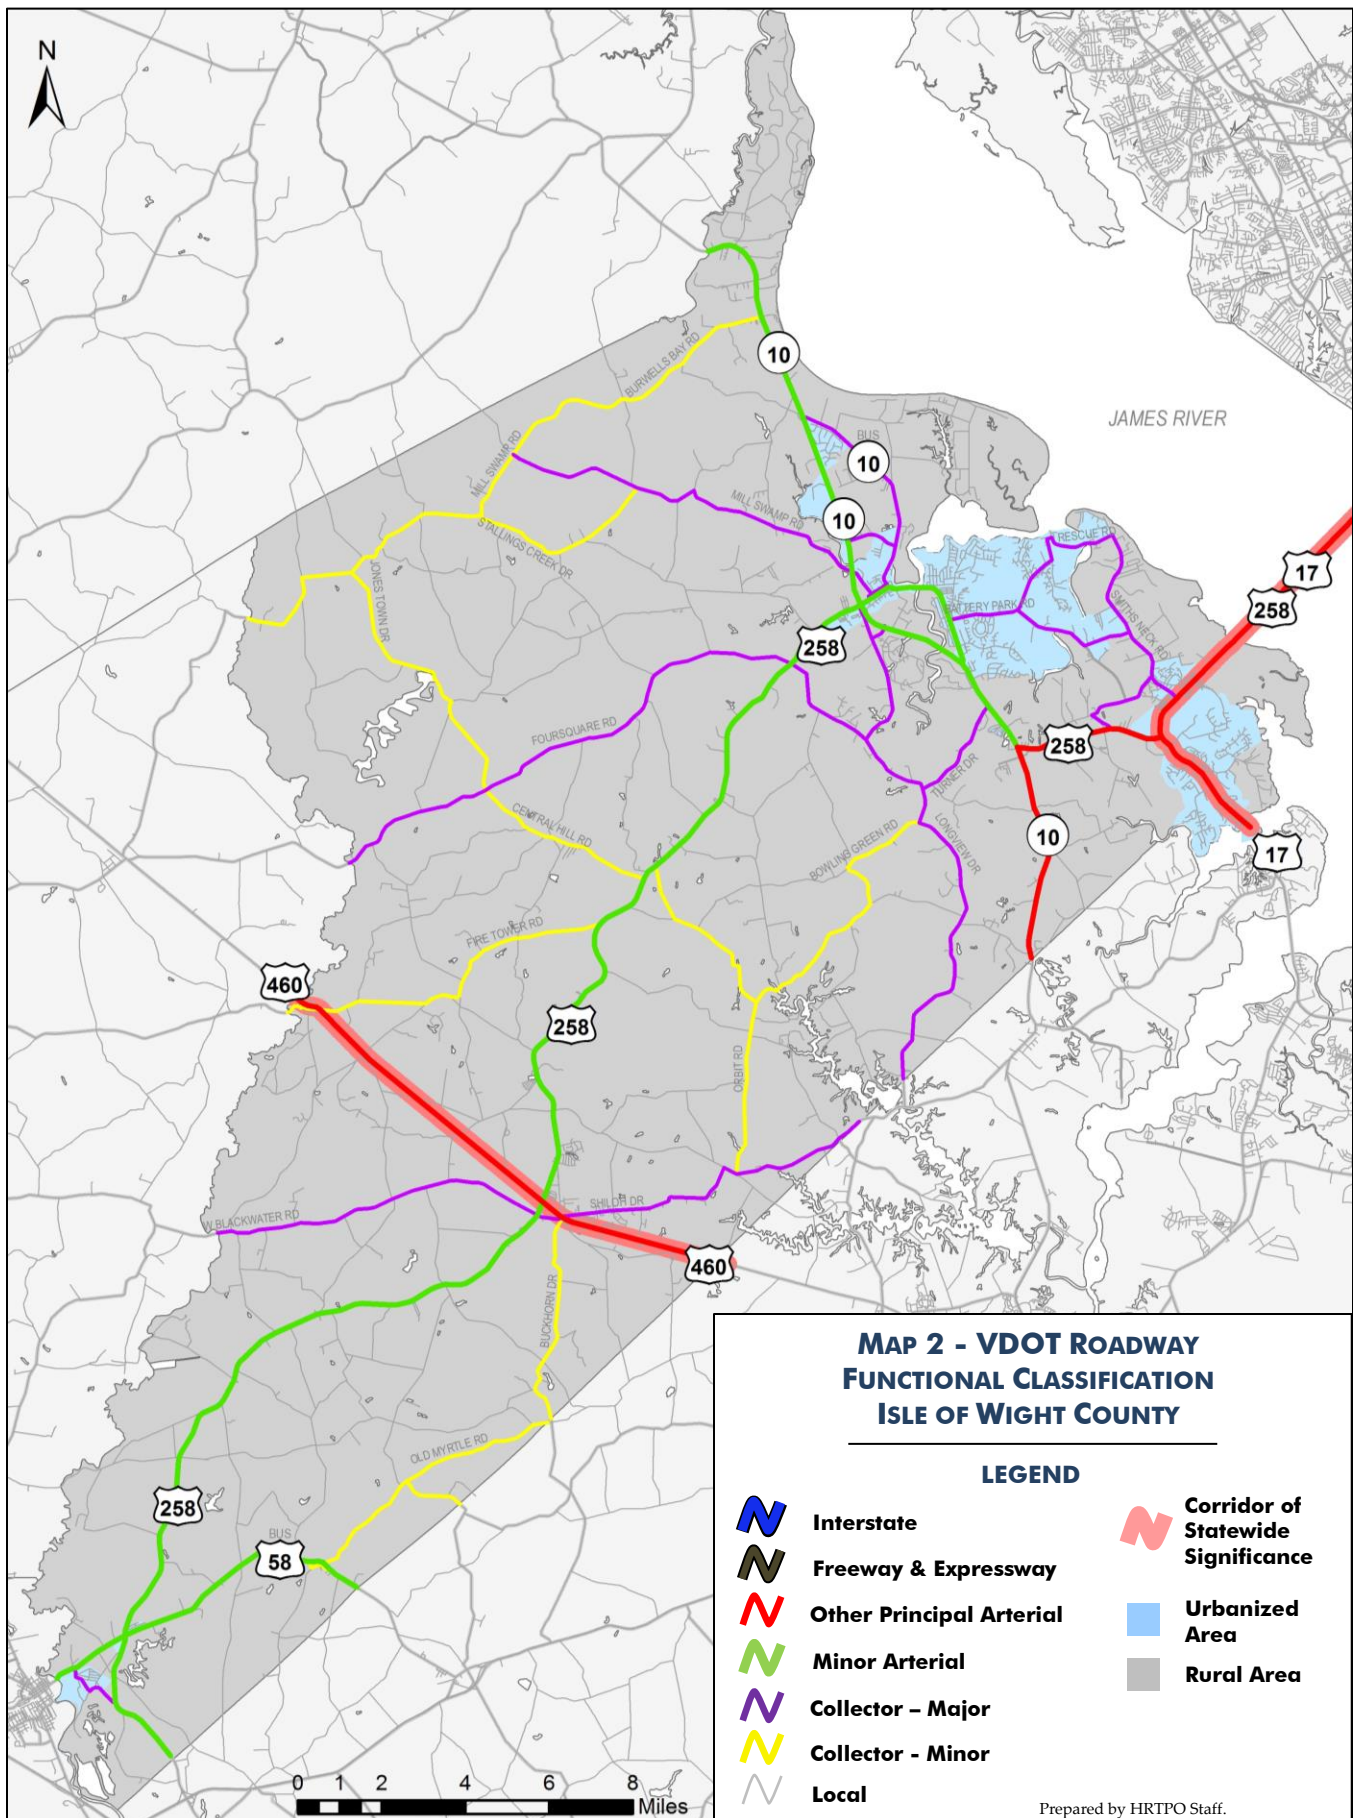 N
JAMES RIVER
BURWELLS BAY RD
10
BUS
10
MILL SWAMP RD
MILL SWAMP RD
10
STALLINGS CREEK DR
RESCUE RD
17
258
JONES TOWN DR
BATTERY PARK RD
SMITHS NECK RD
258
FOURSQUARE RD
258
TURNER DR
CENTRAL HILL RD
LONGVIEW DR
10
BOWLING GREEN RD
17
FIRE TOWER RD
460
258
ORBIT RD
W BLACKWATER RD
SHILOH DR
460
BUCKHORN DR
OLD MYRTLE RD
258
BUS
58
0 1 2 4 6 8
Miles
MAP 2 - VDOT ROADWAY
FUNCTIONAL CLASSIFICATION
ISLE OF WIGHT COUNTY
LEGEND
Interstate
Freeway & Expressway
Other Principal Arterial
Minor Arterial
Collector – Major
Collector - Minor
Local
Corridor of
Statewide
Significance
Urbanized
Area
Rural Area
Prepared by HRTPO Staff.